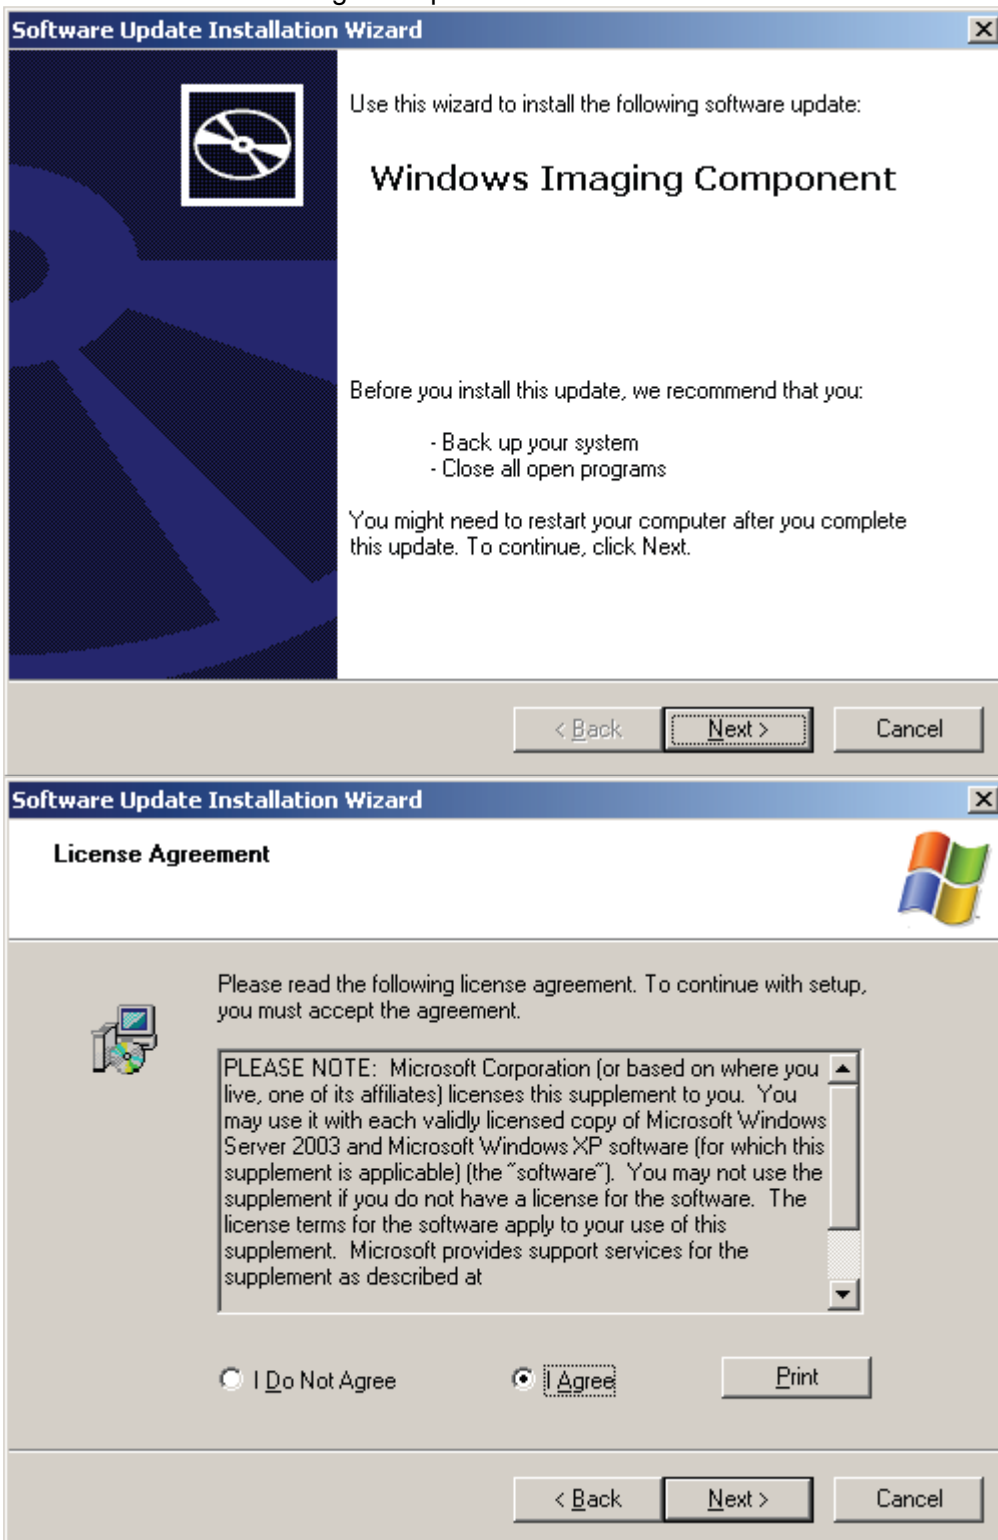 Software Update Installation Wizard
Use this wizard to install the following software update:
Windows Imaging Component
Before you install this update, we recommend that you:
- Back up your system
- Close all open programs
You might need to restart your computer after you complete
this update. To continue, click Next.
< Back
Next >
Cancel
Software Update Installation Wizard
License Agreement
Please read the following license agreement. To continue with setup,
you must accept the agreement.
PLEASE NOTE: Microsoft Corporation (or based on where you
live, one of its affiliates) licenses this supplement to you. You
may use it with each validly licensed copy of Microsoft Windows
Server 2003 and Microsoft Windows XP software (for which this
supplement is applicable) (the "software"). You may not use the
supplement if you do not have a license for the software. The
license terms for the software apply to your use of this
supplement. Microsoft provides support services for the
supplement as described at
I Do Not Agree
I Agree
Print
< Back
Next >
Cancel